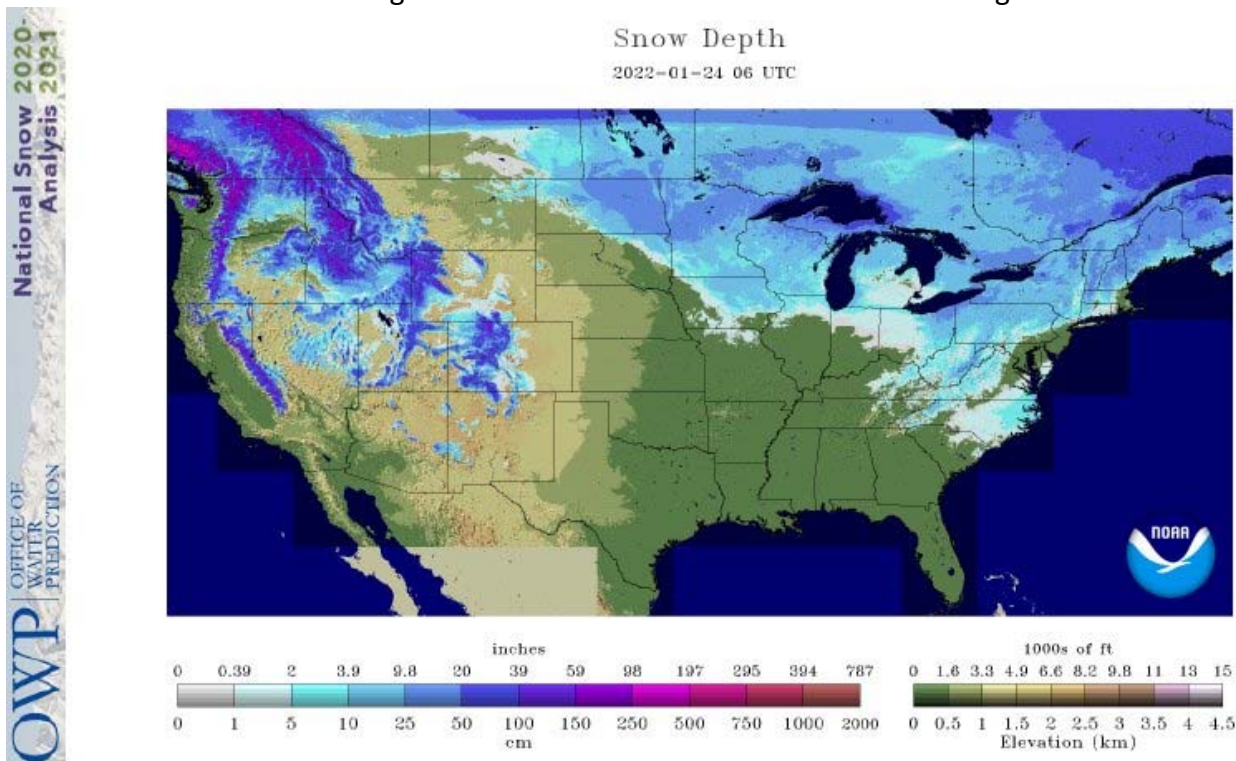 National Snow 2020-
Analysis 2021
OWP OFFICE OF
WATER
PREDICTION
Snow Depth
2022-01-24 06 UTC
NOAA
inches
0 0.39 2 3.9 9.8 20 39 59 98 197 295 394 787
0 1 5 10 25 50 100 150 250 500 750 1000 2000
cm
1000s of ft
0 1.6 3.3 4.9 6.6 8.2 9.8 11 13 15
0 0.5 1 1.5 2 2.5 3 3.5 4 4.5
Elevation (km)